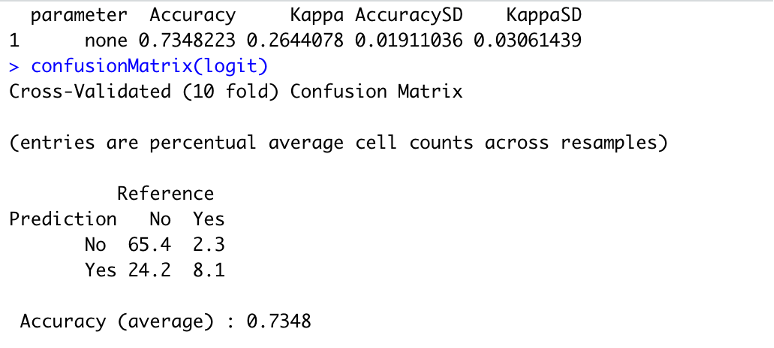 parameter Accuracy Kappa AccuracySD KappaSD
1 none 0.7348223 0.2644078 0.01911036 0.03061439
> confusionMatrix(logit)
Cross-Validated (10 fold) Confusion Matrix
(entries are percentual average cell counts across resamples)
Reference
Prediction No Yes
No 65.4 2.3
Yes 24.2 8.1
Accuracy (average) : 0.7348